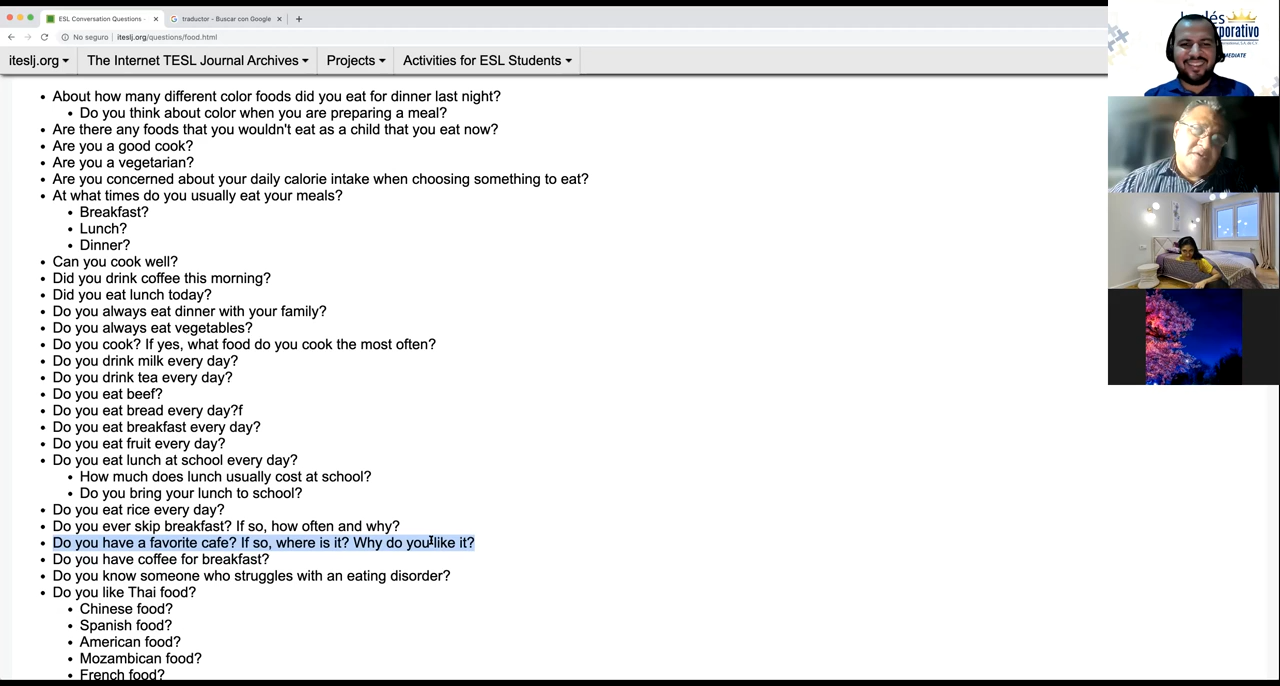 ESL Conversation Questions -
traductor - Buscar con Google
No seguro | iteslj.org/questions/food.html
iteslj.org
The Internet TESL Journal Archives
Projects
Activities for ESL Students
About how many different color foods did you eat for dinner last night?
Do you think about color when you are preparing a meal?
Are there any foods that you wouldn't eat as a child that you eat now?
Are you a good cook?
Are you a vegetarian?
Are you concerned about your daily calorie intake when choosing something to eat?
At what times do you usually eat your meals?
Breakfast?
Lunch?
Dinner?
Can you cook well?
Did you drink coffee this morning?
Did you eat lunch today?
Do you always eat dinner with your family?
Do you always eat vegetables?
Do you cook? If yes, what food do you cook the most often?
Do you drink milk every day?
Do you drink tea every day?
Do you eat beef?
Do you eat bread every day?f
Do you eat breakfast every day?
Do you eat fruit every day?
Do you eat lunch at school every day?
How much does lunch usually cost at school?
Do you bring your lunch to school?
Do you eat rice every day?
Do you ever skip breakfast? If so, how often and why?
Do you have a favorite cafe? If so, where is it? Why do you like it?
Do you have coffee for breakfast?
Do you know someone who struggles with an eating disorder?
Do you like Thai food?
Chinese food?
Spanish food?
American food?
Mozambican food?
French food?